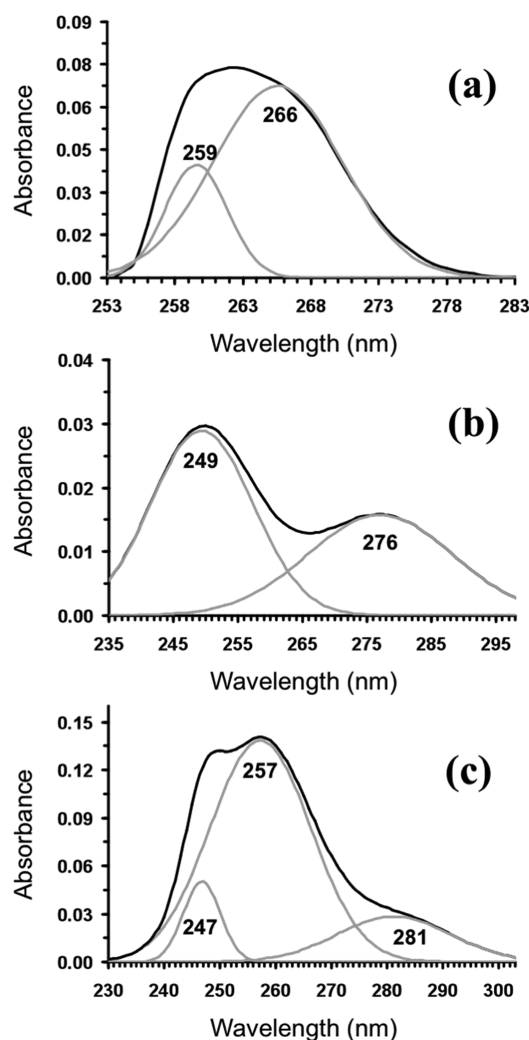 0.09
0.08
0.06
0.05
0.03
0.02
0.00
Absorbance
(a)
259
266
253 258 263 268 273 278 283
Wavelength (nm)
0.04
0.03
0.02
0.01
0.00
Absorbance
(b)
249
276
235 245 255 265 275 285 295
Wavelength (nm)
0.15
0.12
0.09
0.06
0.03
0.00
Absorbance
(c)
257
247
281
230 240 250 260 270 280 290 300
Wavelength (nm)